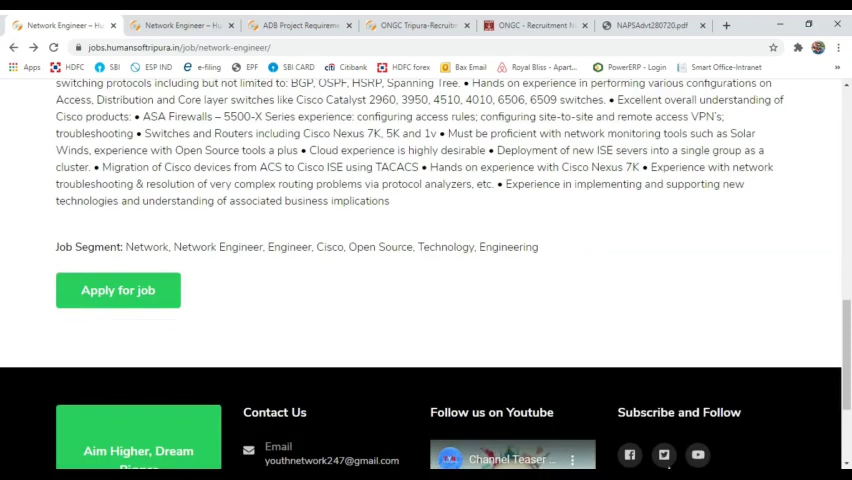 Network Engineer – H
Network Engineer – Hu
ADB Project Requireme
ONGC Tripura-Recruitm
ONGC - Recruitment N
NAPSAdvt280720.pdf
jobs.humansofttripura.in/job/network-engineer/
Apps HDFC SBI ESP IND e-filing EPF SBI CARD Citibank HDFC forex Bax Email Royal Bliss - Apart... PowerERP - Login Smart Office-Intranet »
switching protocols including but not limited to: BGP, OSPF, HSRP, Spanning Tree. • Hands on experience in performing various configurations on
Access, Distribution and Core layer switches like Cisco Catalyst 2960, 3950, 4510, 4010, 6506, 6509 switches. • Excellent overall understanding of
Cisco products: • ASA Firewalls – 5500-X Series experience: configuring access rules; configuring site-to-site and remote access VPN's;
troubleshooting • Switches and Routers including Cisco Nexus 7K, 5K and 1v • Must be proficient with network monitoring tools such as Solar
Winds, experience with Open Source tools a plus • Cloud experience is highly desirable • Deployment of new ISE severs into a single group as a
cluster. • Migration of Cisco devices from ACS to Cisco ISE using TACACS • Hands on experience with Cisco Nexus 7K • Experience with network
troubleshooting & resolution of very complex routing problems via protocol analyzers, etc. • Experience in implementing and supporting new
technologies and understanding of associated business implications
Job Segment: Network, Network Engineer, Engineer, Cisco, Open Source, Technology, Engineering
Apply for job
Contact Us
Follow us on Youtube
Subscribe and Follow
Aim Higher, Dream
Email
youthnetwork247@gmail.com
Channel Teaser ...